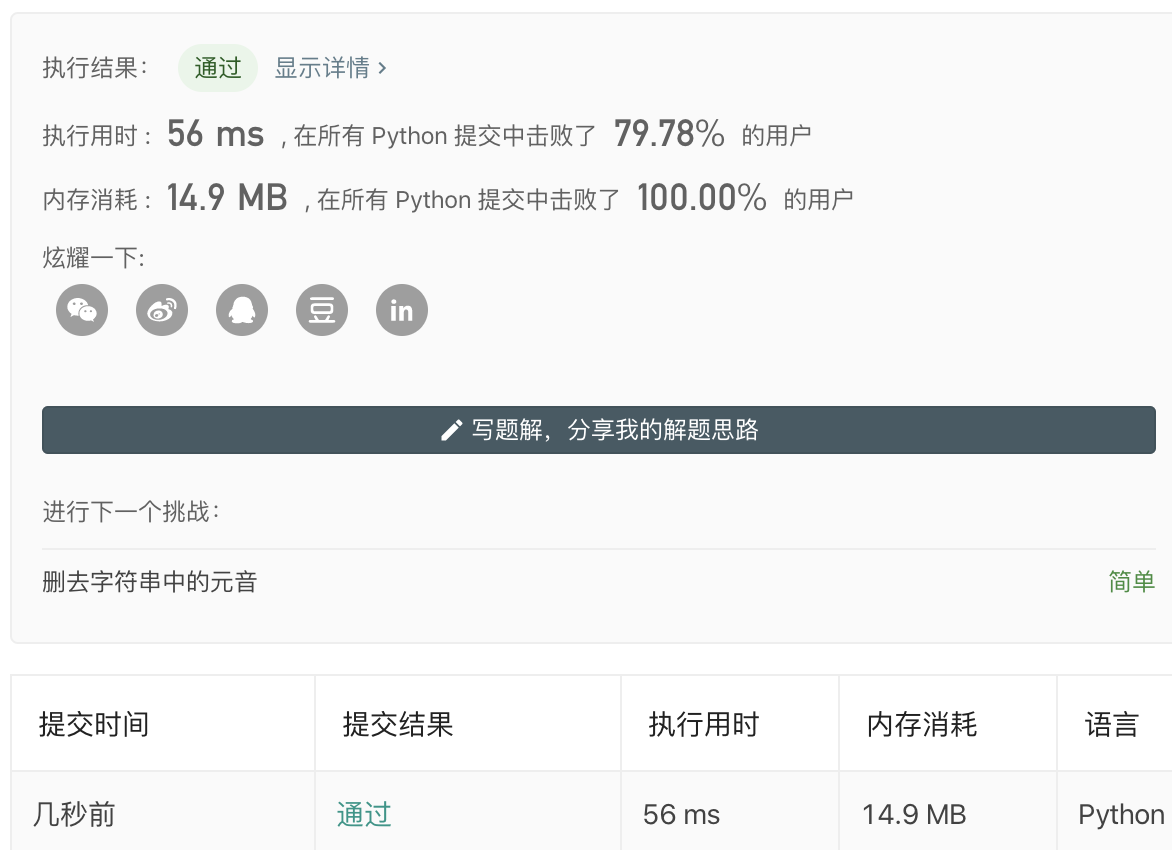 执行结果： 通过 显示详情 >
执行用时 : 56 ms , 在所有 Python 提交中击败了 79.78% 的用户
内存消耗 : 14.9 MB , 在所有 Python 提交中击败了 100.00% 的用户
炫耀一下:
豆 in
写题解，分享我的解题思路
进行下一个挑战：
删去字符串中的元音 简单
提交时间 提交结果 执行用时 内存消耗 语言
几秒前 通过 56 ms 14.9 MB Python